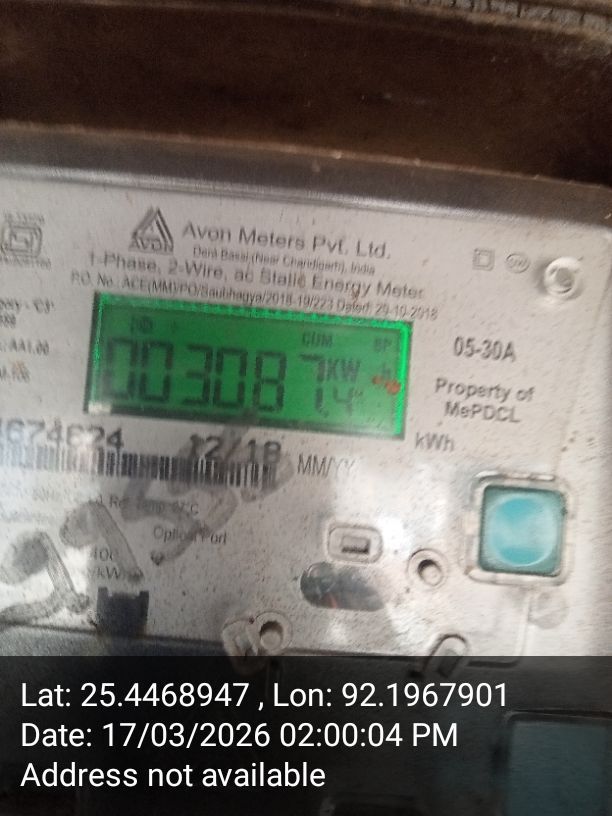 AVON
Avon Meters Pvt. Ltd.
Dera Bassi (Near Chandigarh), India
1-Phase, 2-Wire, ac Static Energy Meter
P.O. No.:ACE(MM)/PO/Saubhagya/2018-19/223 Dated: 29-10-2018
CUM
003087.4
KW
h
05-30A
Property of
MePDCL
kWh
674624 12/18
MM/YY
Optical Port
Lat: 25.4468947 , Lon: 92.1967901
Date: 17/03/2026 02:00:04 PM
Address not available